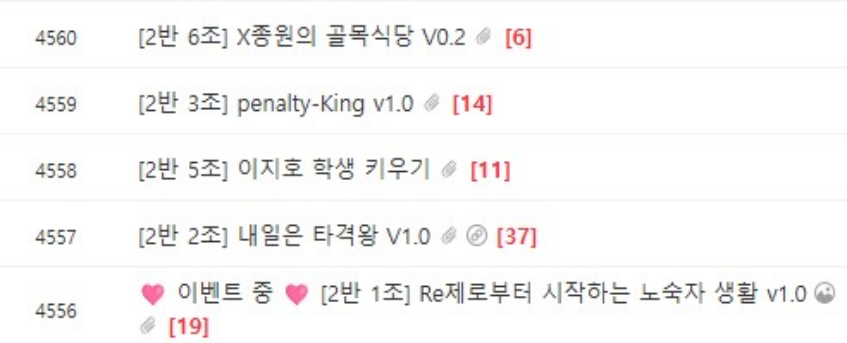 4560 [2반 6조] X종원의 골목식당 V0.2 [6]
4559 [2반 3조] penalty-King v1.0 [14]
4558 [2반 5조] 이지호 학생 키우기 [11]
4557 [2반 2조] 내일은 타격왕 V1.0 [37]
4556 💗 이벤트 중 💗 [2반 1조] Re제로부터 시작하는 노숙자 생활 v1.0
[19]